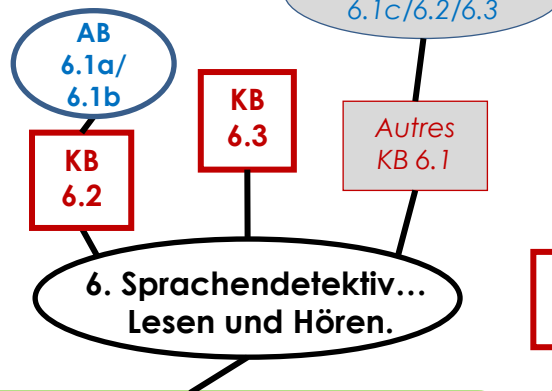 6.1c/6.2/6.3
AB
6.1a/
6.1b
KB
6.3
Autres
KB 6.1
KB
6.2
6. Sprachendetektiv…
Lesen und Hören.